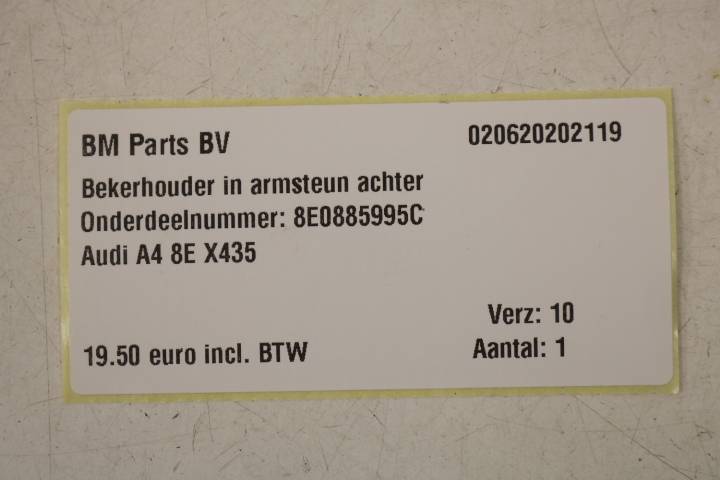 BM Parts BV 020620202119
Bekerhouder in armsteun achter
Onderdeelnummer: 8E0885995C
Audi A4 8E X435
Verz: 10
19.50 euro incl. BTW Aantal: 1